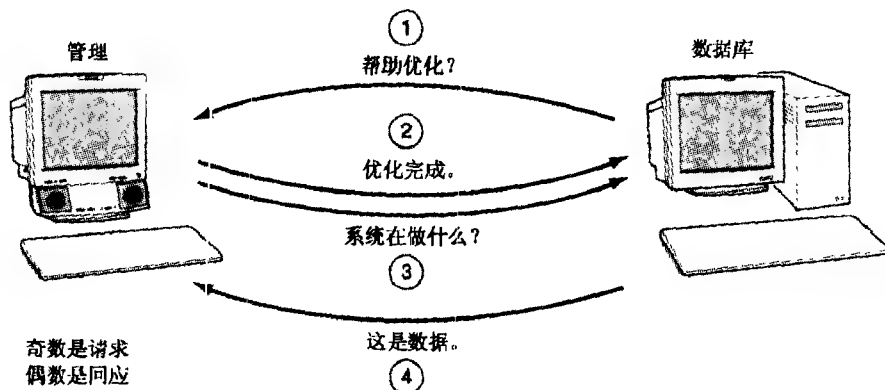 ①
管理
数据库
帮助优化？
②
优化完成。
系统在做什么？
③
这是数据。
奇数是请求
偶数是回应
④